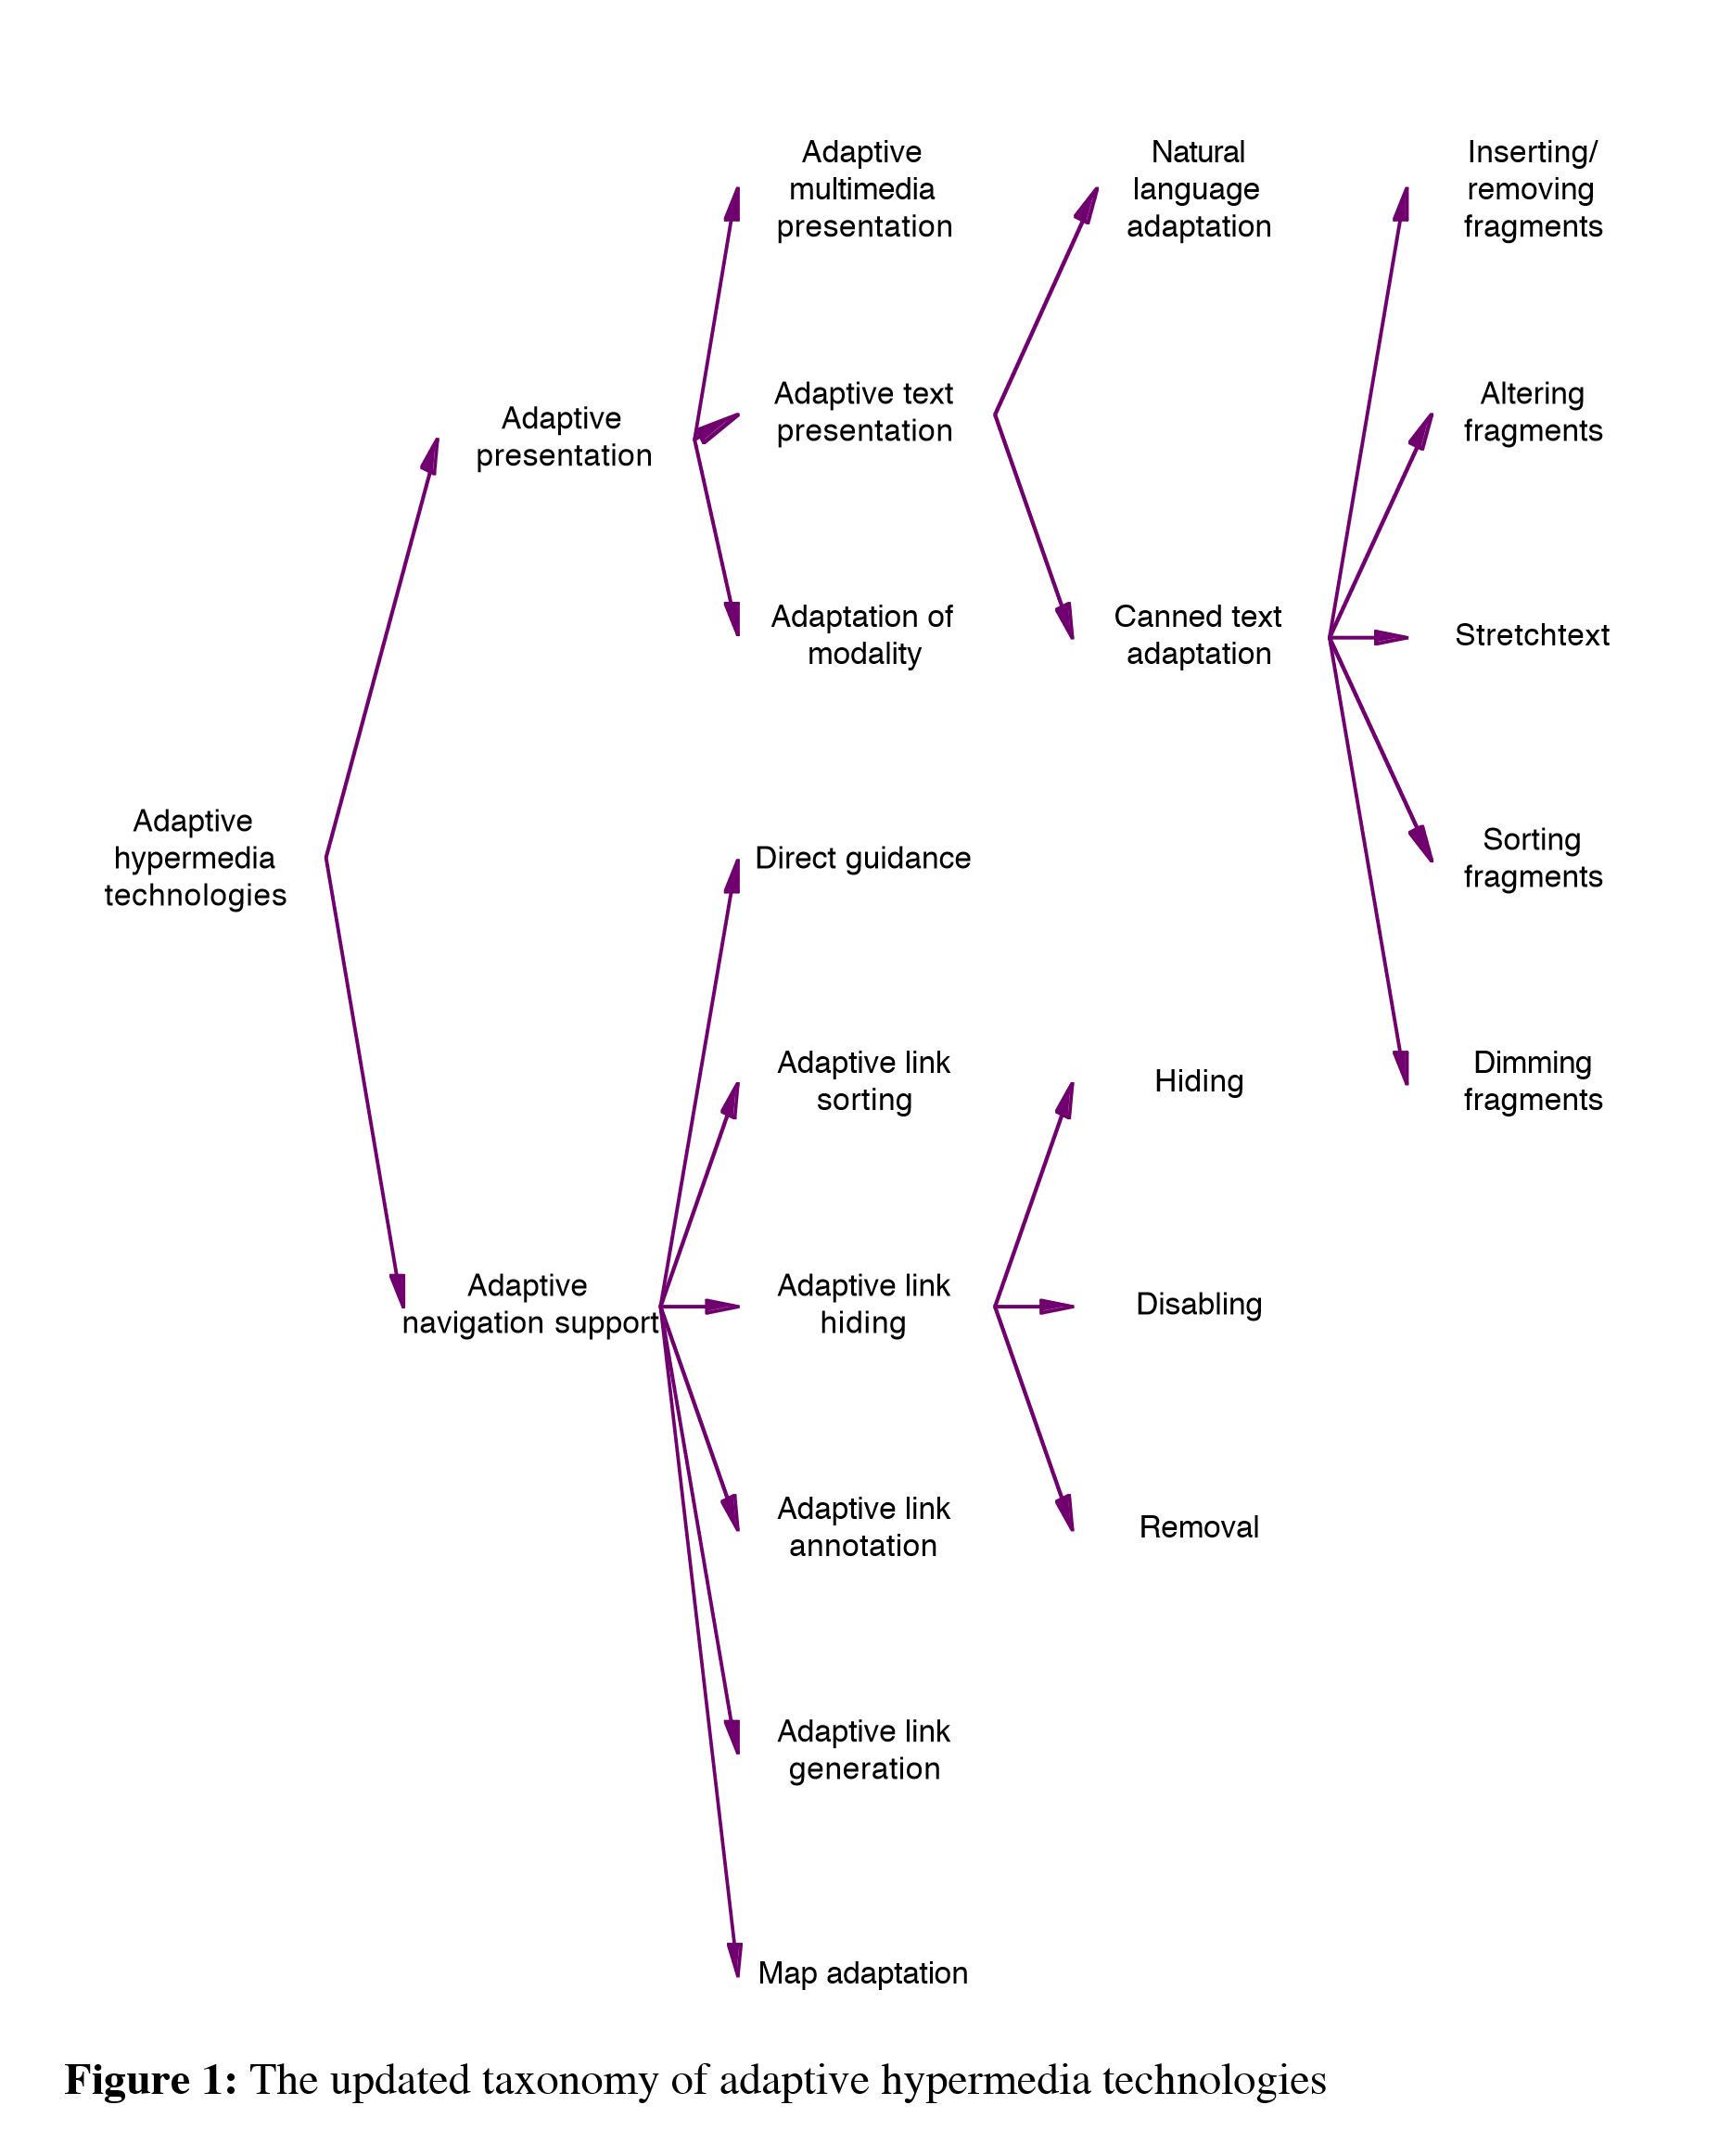 Adaptive
multimedia
presentation
Natural
language
adaptation
Inserting/
removing
fragments
Adaptive
presentation
Adaptive text
presentation
Altering
fragments
Adaptation of
modality
Canned text
adaptation
Stretchtext
Adaptive
hypermedia
technologies
Direct guidance
Sorting
fragments
Adaptive link
sorting
Hiding
Dimming
fragments
Adaptive
navigation support
Adaptive link
hiding
Disabling
Adaptive link
annotation
Removal
Adaptive link
generation
Map adaptation
Figure 1: The updated taxonomy of adaptive hypermedia technologies